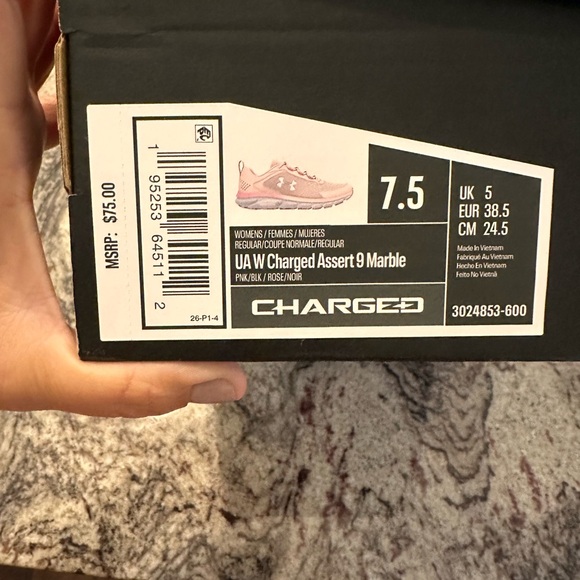 MSRP: $75.00
1 95253 64511 2
26-P1-4
7.5
WOMENS / FEMMES / MUJERES
REGULAR/COUPE NORMALE/REGULAR
UA W Charged Assert 9 Marble
PNK/BLK / ROSE/NOIR
CHARGED
UK 5
EUR 38.5
CM 24.5
Made In Vietnam
Fabriqué Au Vietnam
Hecho En Vietnam
Feito No Vietnã
3024853-600